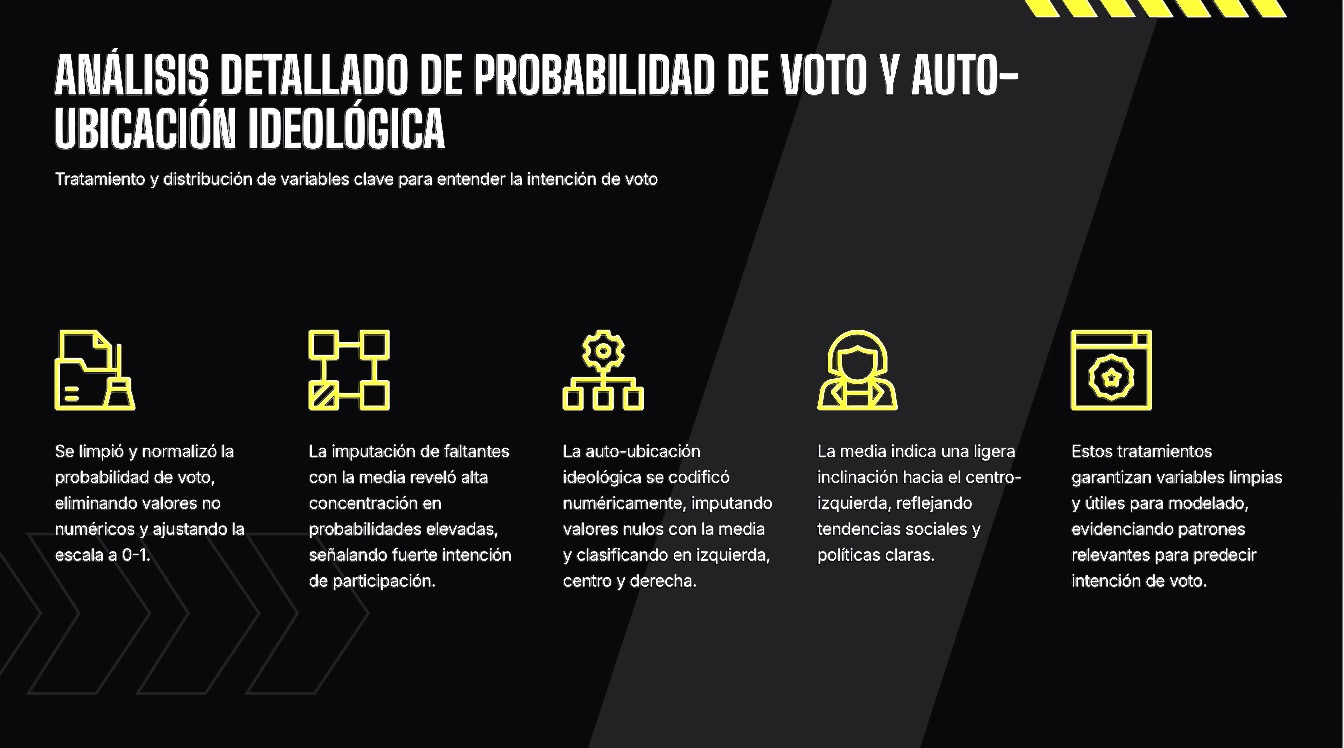 ANÁLISIS DETALLADO DE PROBABILIDAD DE VOTO Y AUTO-
UBICACIÓN IDEOLÓGICA
Tratamiento y distribución de variables clave para entender la intención de voto
Se limpió y normalizó la
probabilidad de voto,
eliminando valores no
numéricos y ajustando la
escala a 0-1.
La imputación de faltantes
con la media reveló alta
concentración en
probabilidades elevadas,
señalando fuerte intención
de participación.
La auto-ubicación
ideológica se codificó
numéricamente, imputando
valores nulos con la media
y clasificando en izquierda,
centro y derecha.
La media indica una ligera
inclinación hacia el centro-
izquierda, reflejando
tendencias sociales y
políticas claras.
Estos tratamientos
garantizan variables limpias
y útiles para modelado,
evidenciando patrones
relevantes para predecir
intención de voto.